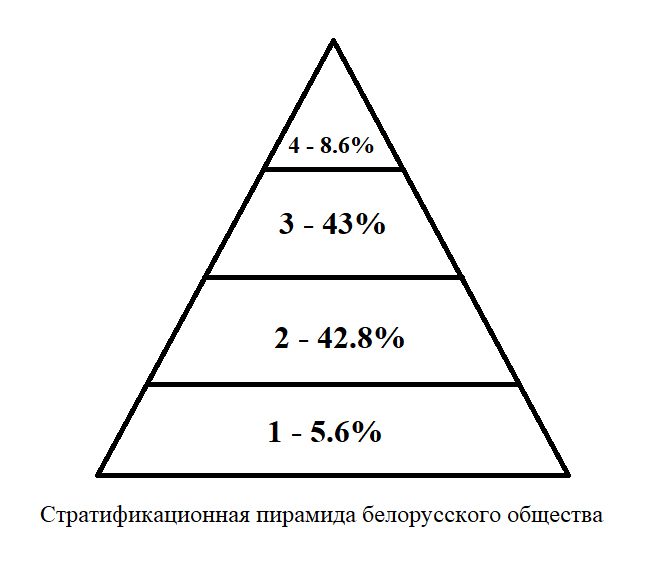 4 - 8.6%
3 - 43%
2 - 42.8%
1 - 5.6%
Стратификационная пирамида белорусского общества